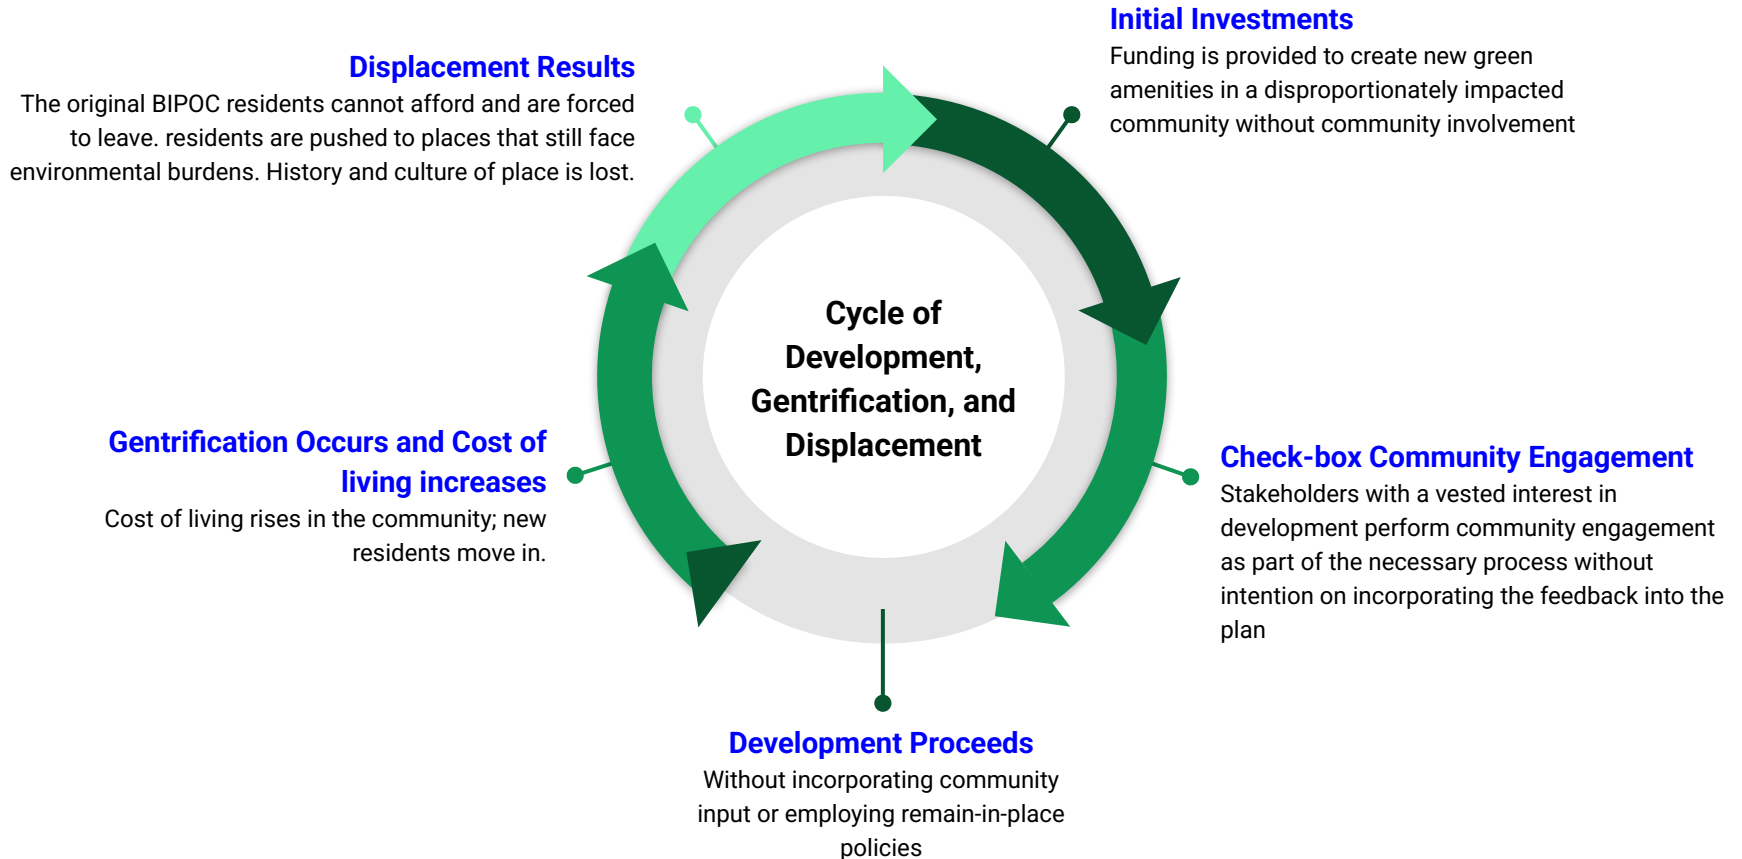 Initial Investments
Funding is provided to create new green
amenities in a disproportionately impacted
community without community involvement
Displacement Results
The original BIPOC residents cannot afford and are forced
to leave. residents are pushed to places that still face
environmental burdens. History and culture of place is lost.
Cycle of
Development,
Gentrification, and
Displacement
Gentrification Occurs and Cost of
living increases
Cost of living rises in the community; new
residents move in.
Check-box Community Engagement
Stakeholders with a vested interest in
development perform community engagement
as part of the necessary process without
intention on incorporating the feedback into the
plan
Development Proceeds
Without incorporating community
input or employing remain-in-place
policies